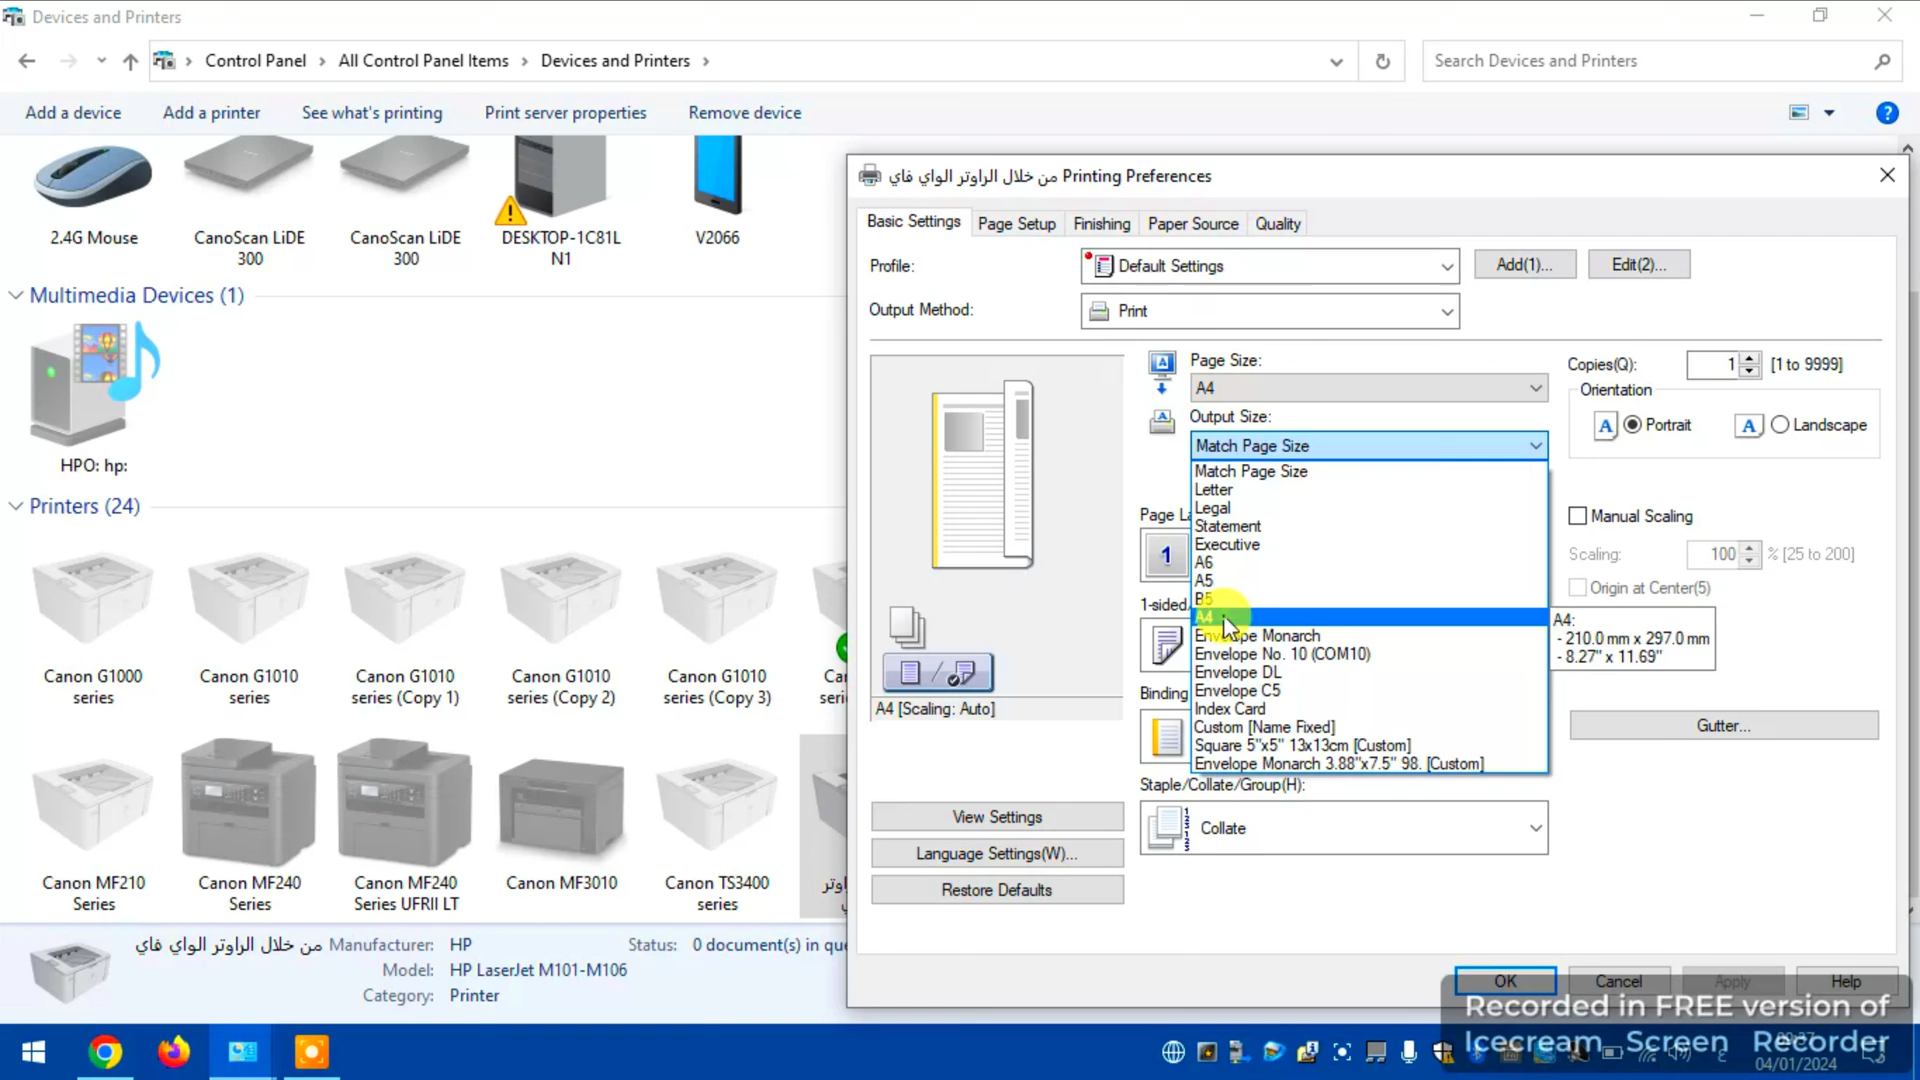 Devices and Printers
Control Panel > All Control Panel Items > Devices and Printers >
Search Devices and Printers
Add a device
Add a printer
See what's printing
Print server properties
Remove device
2.4G Mouse
CanoScan LiDE
300
CanoScan LiDE
300
DESKTOP-1C81L
N1
V2066
Multimedia Devices (1)
HPO: hp:
Printers (24)
Canon G1000
series
Canon G1010
series
Canon G1010
series (Copy 1)
Canon G1010
series (Copy 2)
Canon G1010
series (Copy 3)
Canon MF210
Series
Canon MF240
Series
Canon MF240
Series UFRII LT
Canon MF3010
Canon TS3400
series
من خلال الراوتر الواي فاي
Manufacturer: HP
Model: HP LaserJet M101-M106
Category: Printer
Status: 0 document(s) in que
من خلال الراوتر الواي فاي Printing Preferences
Basic Settings
Page Setup
Finishing
Paper Source
Quality
Profile:
Default Settings
Add(1)...
Edit(2)...
Output Method:
Print
Page Size:
A4
Output Size:
Match Page Size
Match Page Size
Letter
Legal
Statement
Executive
A6
A5
B5
A4
Envelope Monarch
Envelope No. 10 (COM10)
Envelope DL
Envelope C5
Index Card
Custom [Name Fixed]
Square 5"x5" 13x13cm [Custom]
Envelope Monarch 3.88"x7.5" 98. [Custom]
A4:
- 210.0 mm x 297.0 mm
- 8.27" x 11.69"
Copies(Q):
1
[1 to 9999]
Orientation
A Portrait
A Landscape
Manual Scaling
Scaling:
100
% [25 to 200]
Origin at Center(5)
Gutter...
Page La
1
1-sided/
Binding
Staple/Collate/Group(H):
Collate
A4 [Scaling: Auto]
View Settings
Language Settings(W)...
Restore Defaults
OK
Cancel
Apply
Help
Recorded in FREE version of
Icecream Screen Recorder
04/01/2024